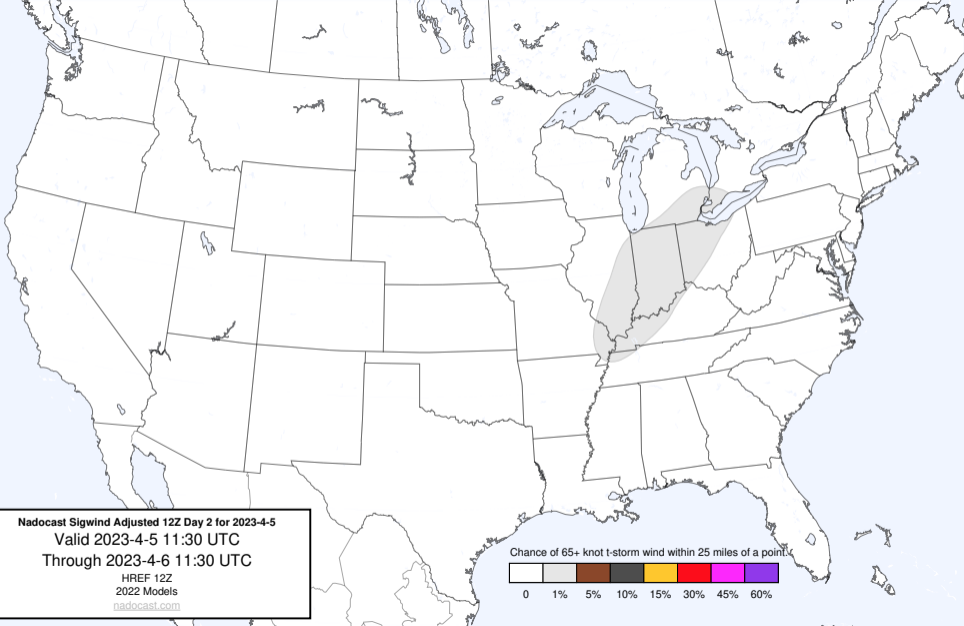 Nadocast Sigwind Adjusted 12Z Day 2 for 2023-4-5
Valid 2023-4-5 11:30 UTC
Through 2023-4-6 11:30 UTC
HREF 12Z
2022 Models
nadocast.com
Chance of 65+ knot t-storm wind within 25 miles of a point.
0 1% 5% 10% 15% 30% 45% 60%